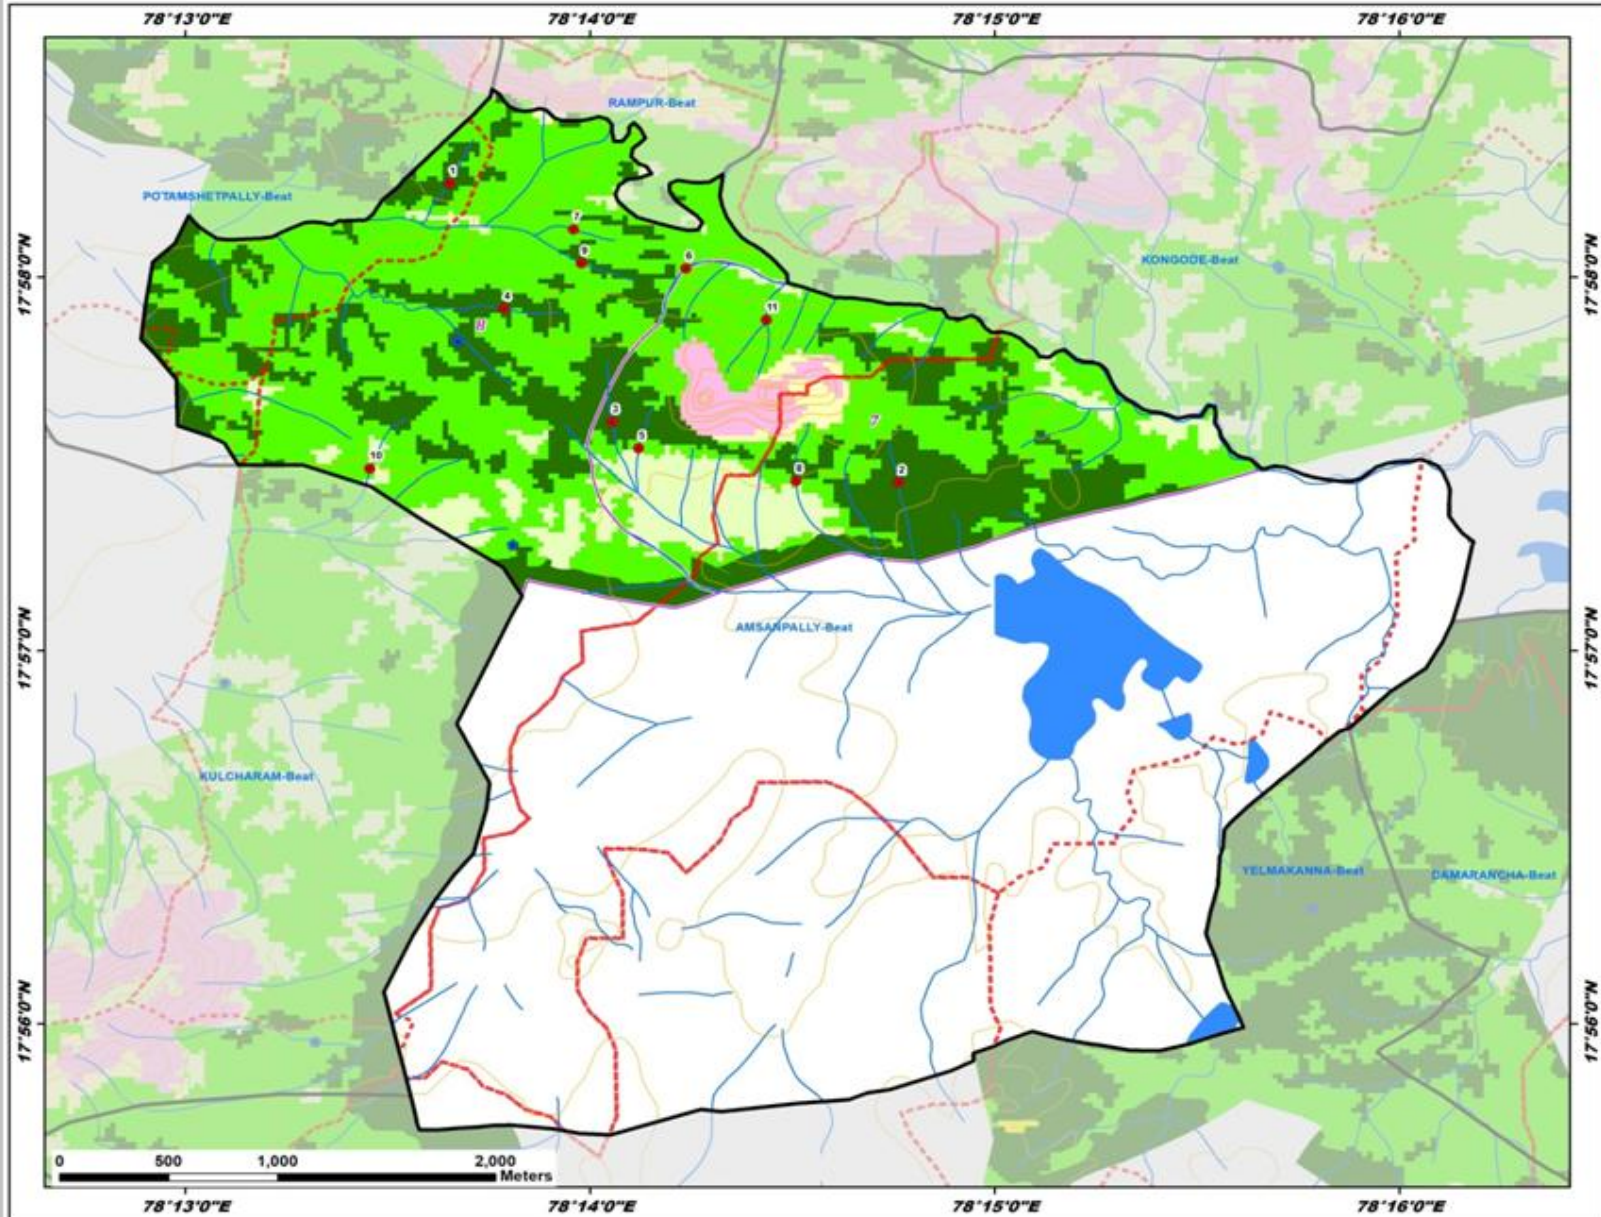 78°13'0"E 78°14'0"E 78°15'0"E 78°16'0"E
RAMPUR-Beat
1
POTAMSHETPALLY-Beat
7
17°58'0"N 9 6 KONGODE-Beat 17°58'0"N
4
11
8
3 7
5
10 8 2
AMSANPALLY-Beat
17°57'0"N 17°57'0"N
KULCHARAM-Beat
YELMAKANNA-Beat DAMARANCHA-Beat
17°56'0"N 17°56'0"N
0 500 1,000 2,000
Meters
78°13'0"E 78°14'0"E 78°15'0"E 78°16'0"E